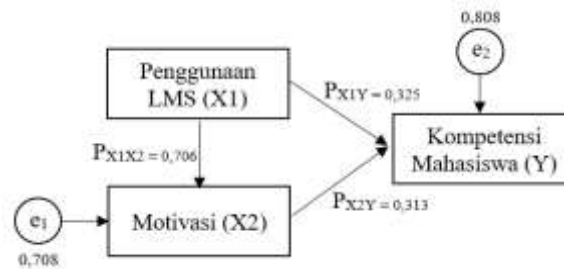 0,808
e2
Penggunaan
LMS (X1)
PX1Y = 0,325
Kompetensi
Mahasiswa (Y)
PX1X2 = 0,706
PX2Y = 0,313
e1
Motivasi (X2)
0,708